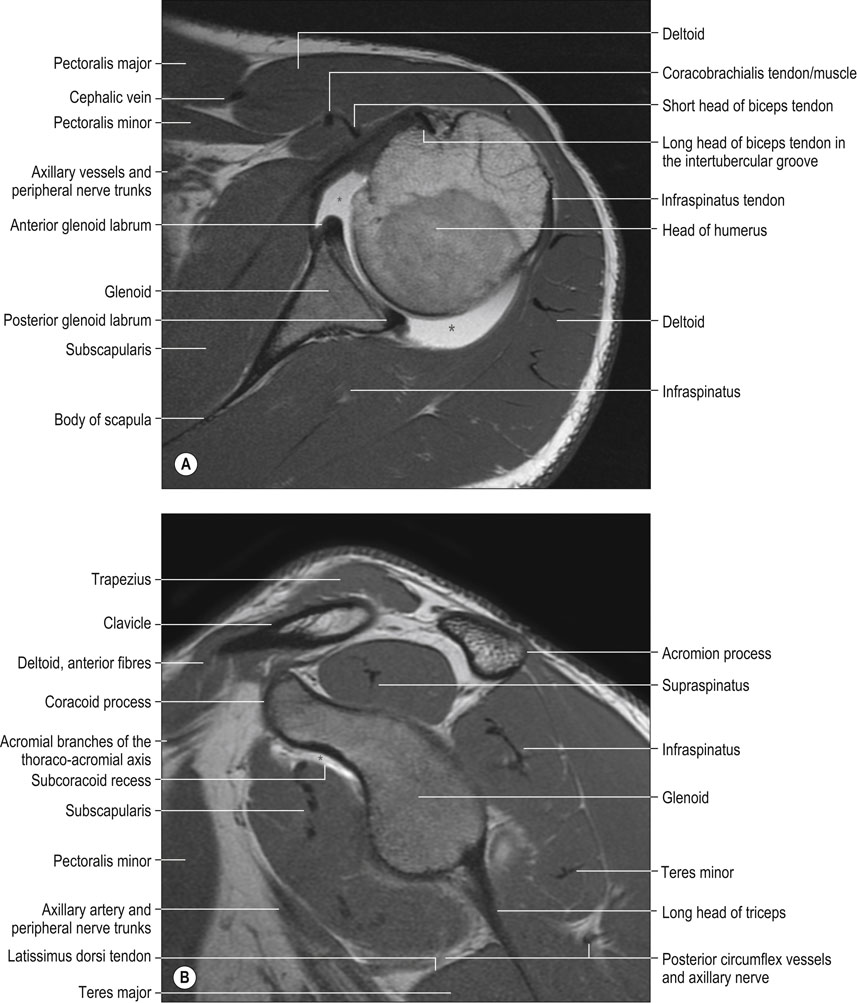 Pectoralis major
Cephalic vein
Pectoralis minor
Axillary vessels and
peripheral nerve trunks
Anterior glenoid labrum
Glenoid
Posterior glenoid labrum
Subscapularis
Body of scapula
Deltoid
Coracobrachialis tendon/muscle
Short head of biceps tendon
Long head of biceps tendon in
the intertubercular groove
Infraspinatus tendon
Head of humerus
Deltoid
Infraspinatus
*
*
A
Trapezius
Clavicle
Deltoid, anterior fibres
Coracoid process
Acromial branches of the
thoraco-acromial axis
Subcoracoid recess
Subscapularis
Pectoralis minor
Axillary artery and
peripheral nerve trunks
Latissimus dorsi tendon
Teres major
Acromion process
Supraspinatus
Infraspinatus
Glenoid
Teres minor
Long head of triceps
Posterior circumflex vessels
and axillary nerve
*
B